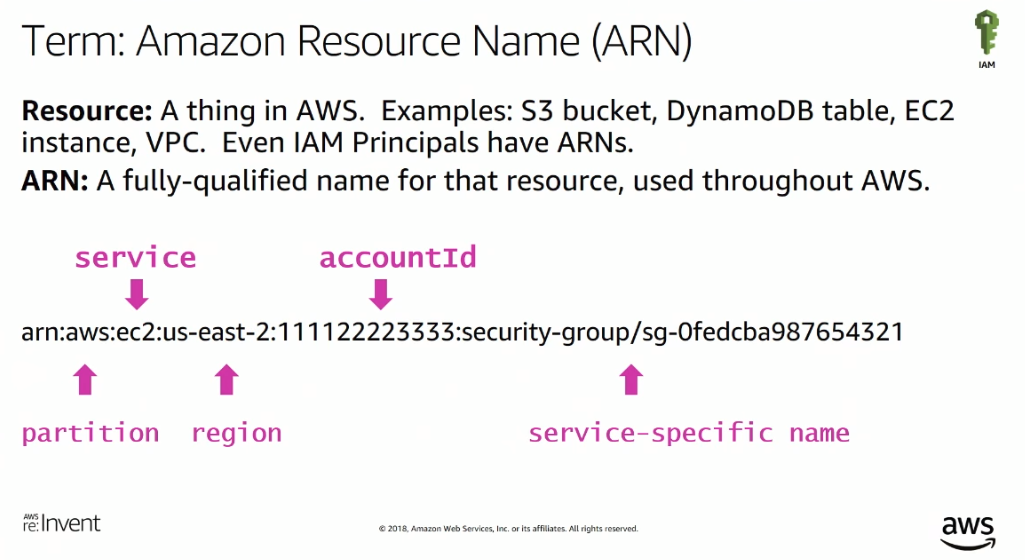 Term: Amazon Resource Name (ARN)
IAM
Resource: A thing in AWS.  Examples: S3 bucket, DynamoDB table, EC2
instance, VPC.  Even IAM Principals have ARNs.
ARN: A fully-qualified name for that resource, used throughout AWS.
service accountId
arn:aws:ec2:us-east-2:111122223333:security-group/sg-0fedcba987654321
partition region service-specific name
AWS
re:Invent
© 2018, Amazon Web Services, Inc. or its affiliates. All rights reserved.
aws